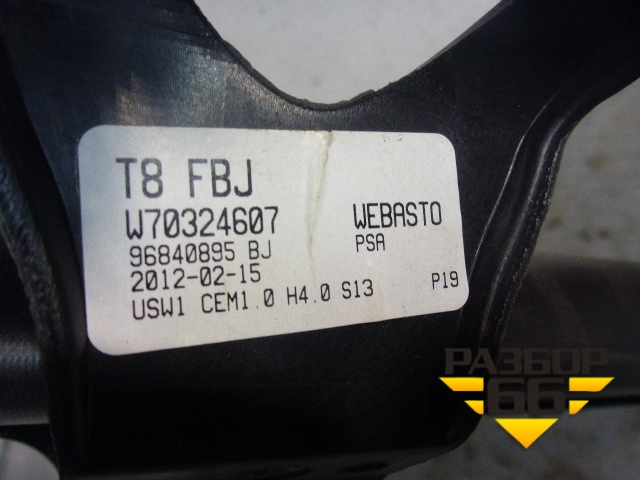 T8 FBJ
W70324607 WEBASTO
96840895 BJ PSA
2012-02-15
USW1 CEM1.0 H4.0 S13 P19
РАЗБОР
66